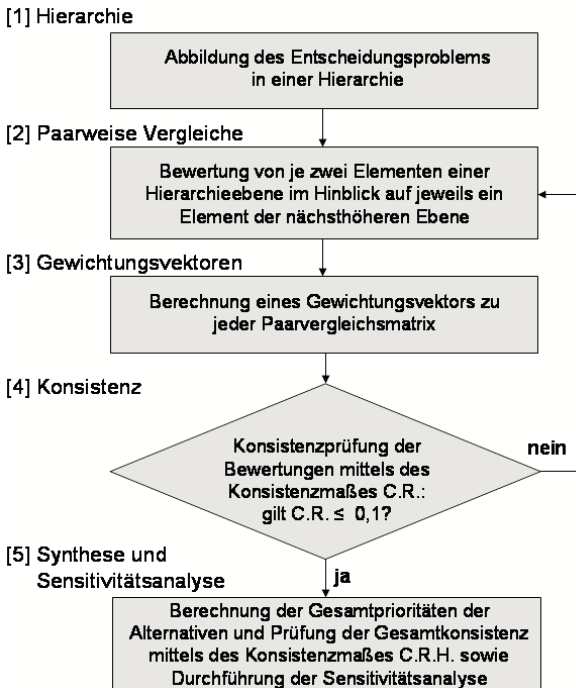 [1] Hierarchie
Abbildung des Entscheidungsproblems
in einer Hierarchie
[2] Paarweise Vergleiche
Bewertung von je zwei Elementen einer
Hierarchieebene im Hinblick auf jeweils ein
Element der nächsthöheren Ebene
[3] Gewichtungsvektoren
Berechnung eines Gewichtungsvektors zu
jeder Paarvergleichsmatrix
[4] Konsistenz
Konsistenzprüfung der
Bewertungen mittels des
Konsistenzmaßes C.R.:
gilt C.R. ≤ 0,1?
nein
[5] Synthese und
Sensitivitätsanalyse
ja
Berechnung der Gesamtprioritäten der
Alternativen und Prüfung der Gesamtkonsistenz
mittels des Konsistenzmaßes C.R.H. sowie
Durchführung der Sensitivitätsanalyse